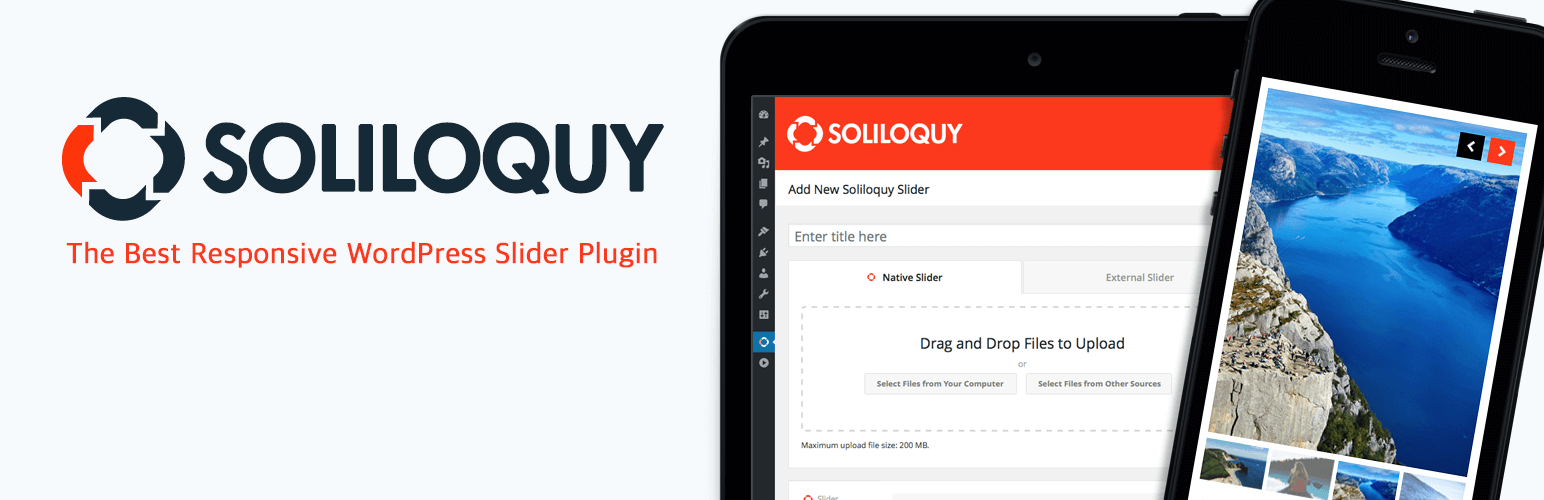 SOLILOQUY
The Best Responsive WordPress Slider Plugin
SOLILOQUY
Add New Soliloquy Slider
Enter title here
Native Slider
External Slider
Drag and Drop Files to Upload
or
Select Files from Your Computer
Select Files from Other Sources
Maximum upload file size: 200 MB.
Slider